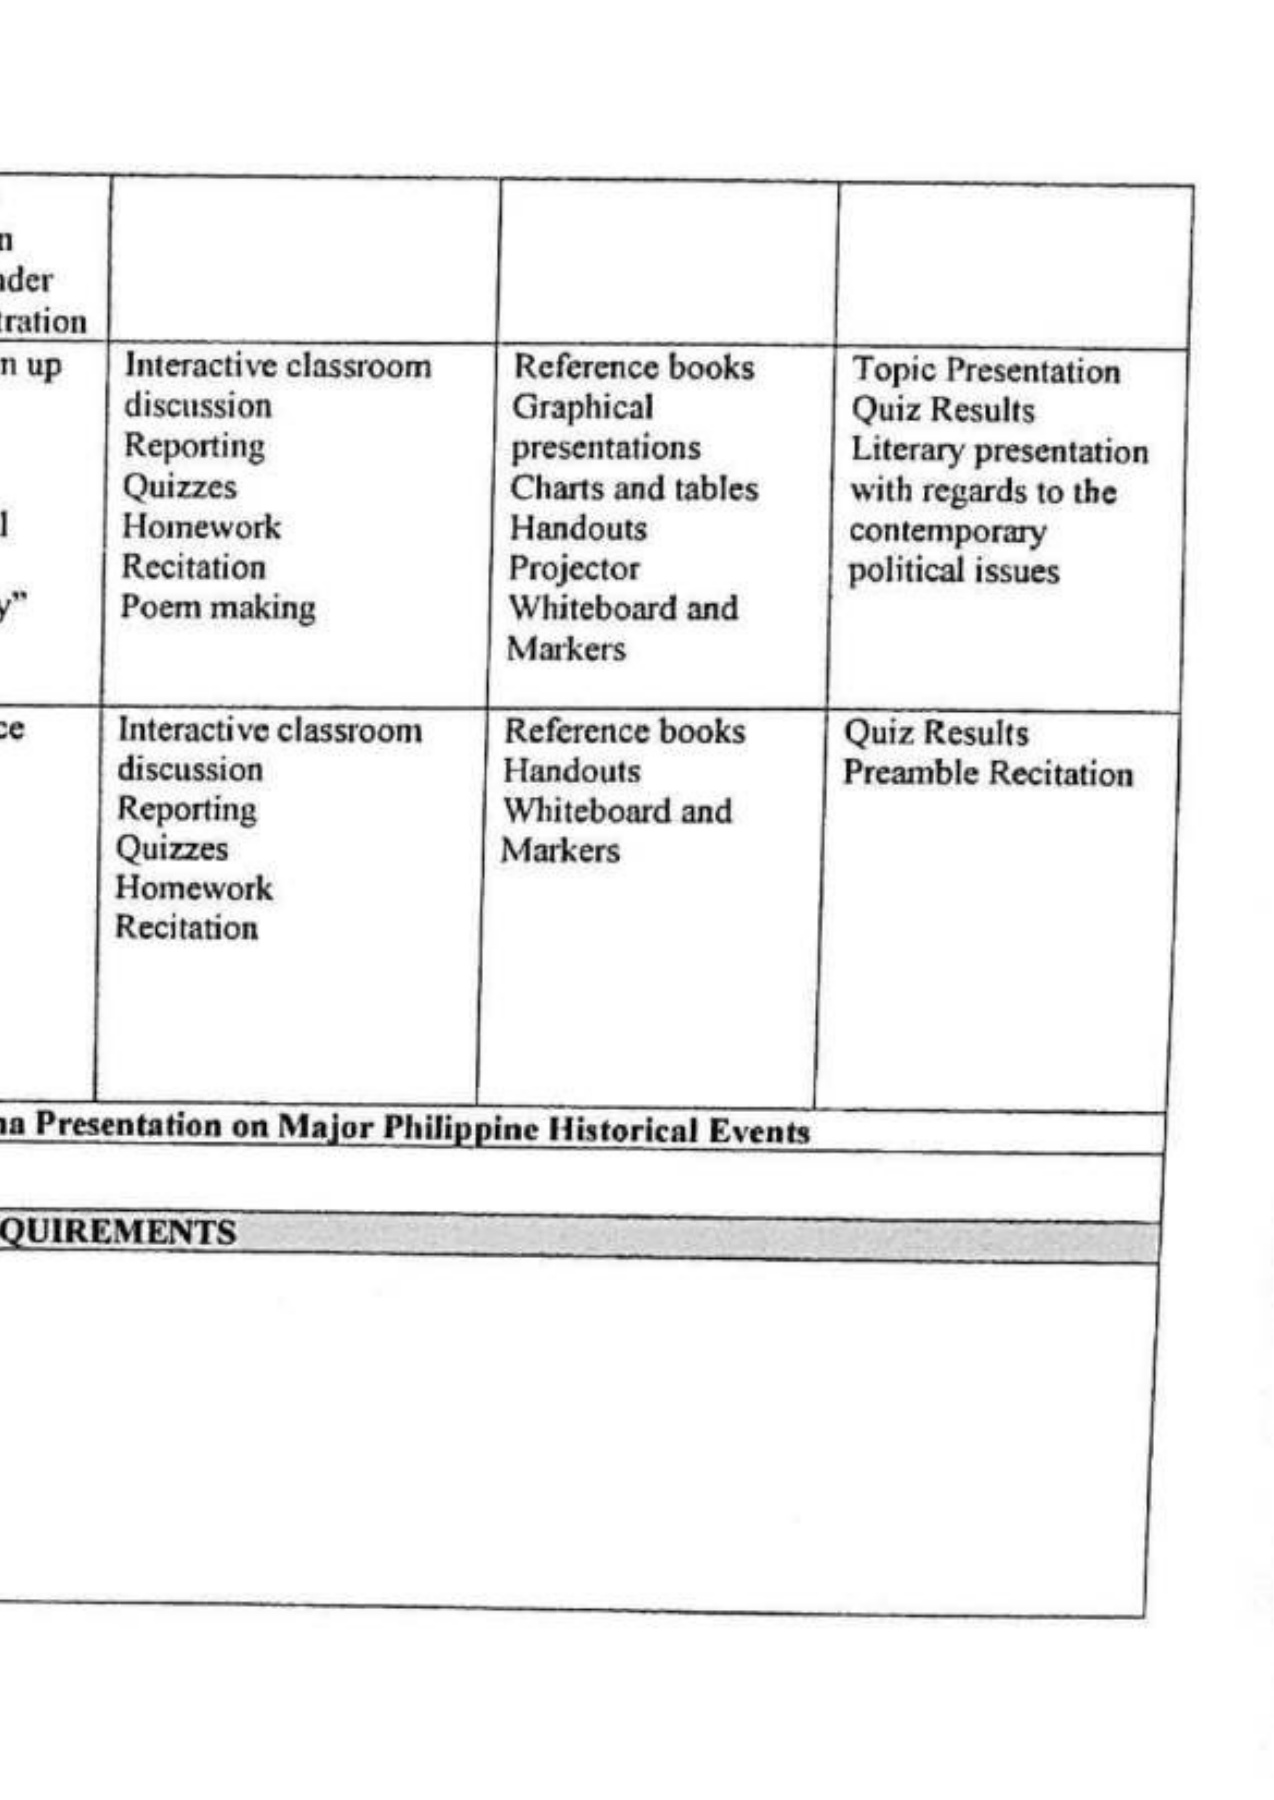 n
nder
tration
n up
l
y”
Interactive classroom
discussion
Reporting
Quizzes
Homework
Recitation
Poem making
Reference books
Graphical
presentations
Charts and tables
Handouts
Projector
Whiteboard and
Markers
Topic Presentation
Quiz Results
Literary presentation
with regards to the
contemporary
political issues
ce
Interactive classroom
discussion
Reporting
Quizzes
Homework
Recitation
Reference books
Handouts
Whiteboard and
Markers
Quiz Results
Preamble Recitation
na Presentation on Major Philippine Historical Events
QUIREMENTS